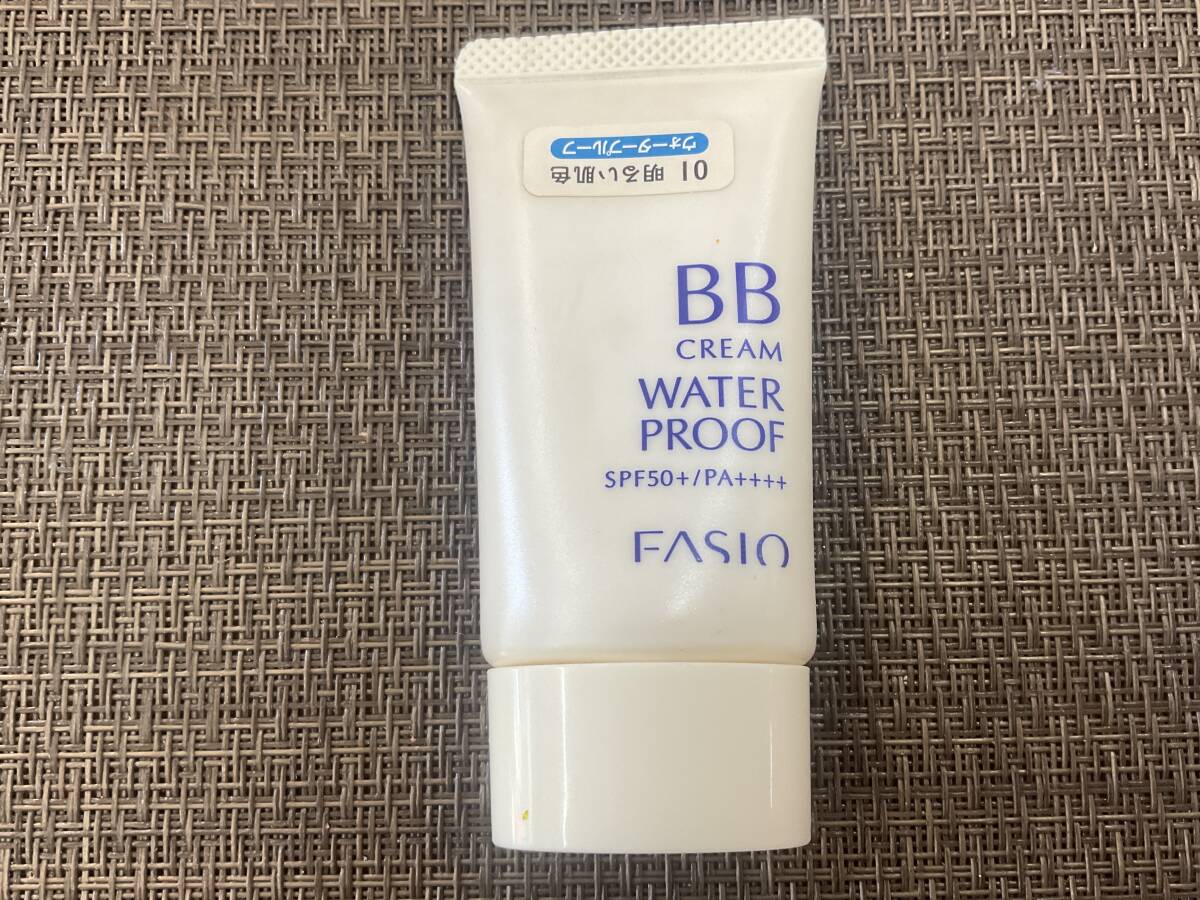 01 明るい肌色
ウォータープルーフ
BB
CREAM
WATER
PROOF
SPF50+/PA++++
FASIO